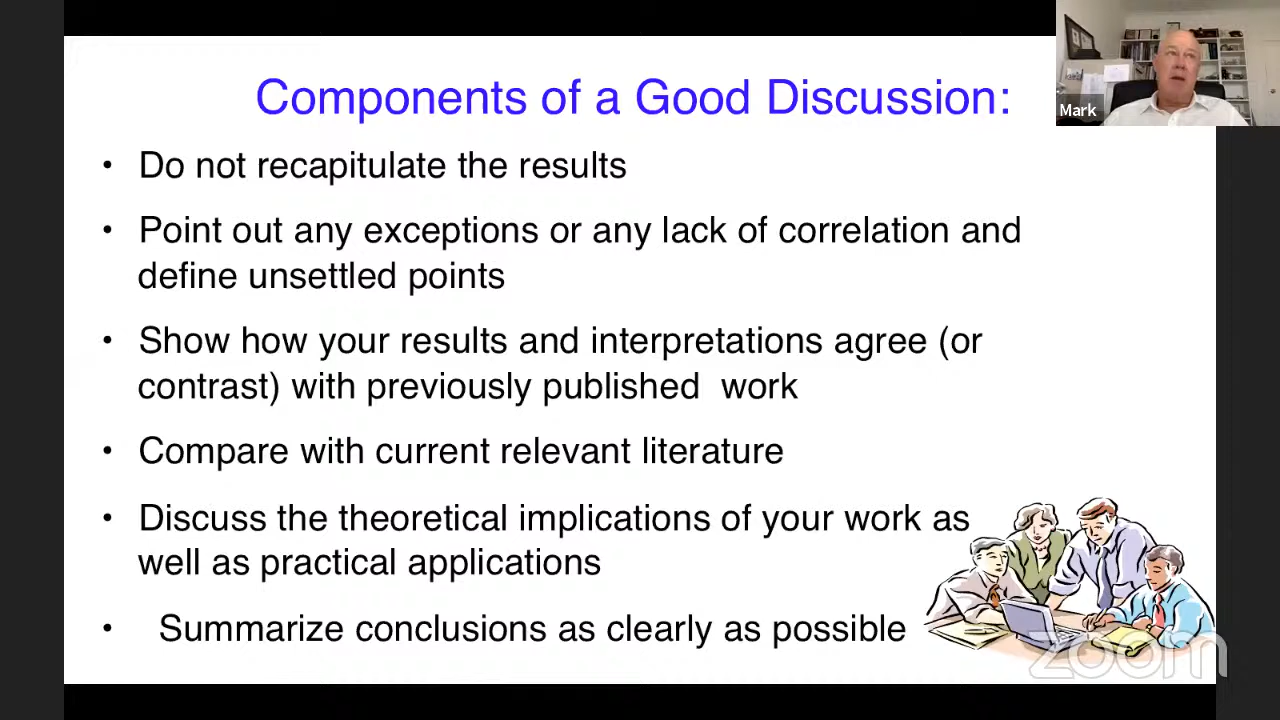 Components of a Good Discussion:
Mark
• Do not recapitulate the results
• Point out any exceptions or any lack of correlation and
define unsettled points
• Show how your results and interpretations agree (or
contrast) with previously published work
• Compare with current relevant literature
• Discuss the theoretical implications of your work as
well as practical applications
• Summarize conclusions as clearly as possible
zoom